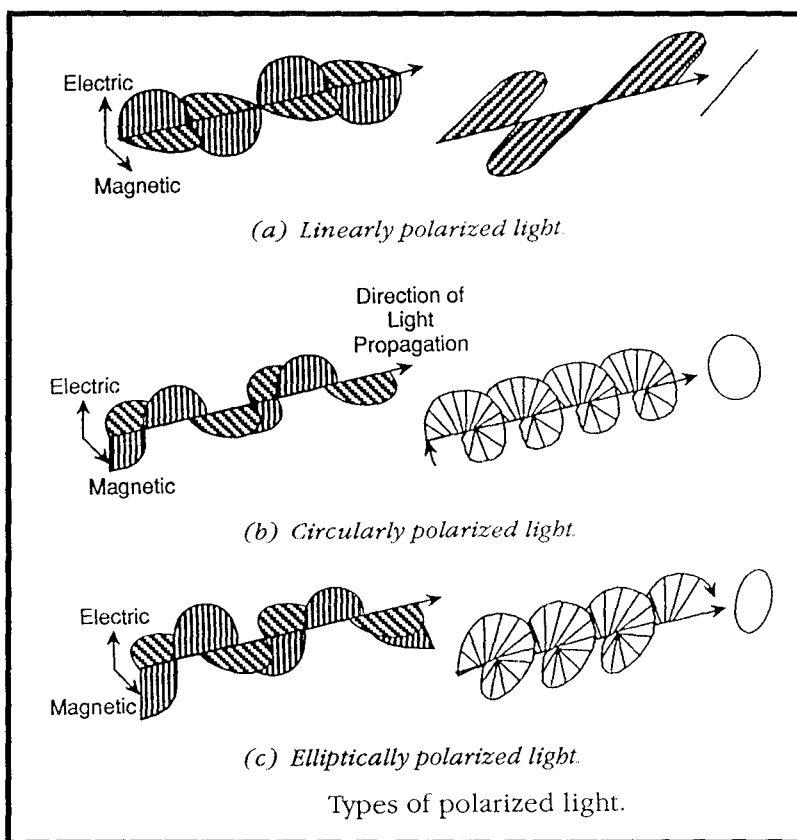 Electric
Magnetic
(a) Linearly polarized light.
Direction of
Light
Propagation
Electric
Magnetic
(b) Circularly polarized light.
Electric
Magnetic
(c) Elliptically polarized light.
Types of polarized light.